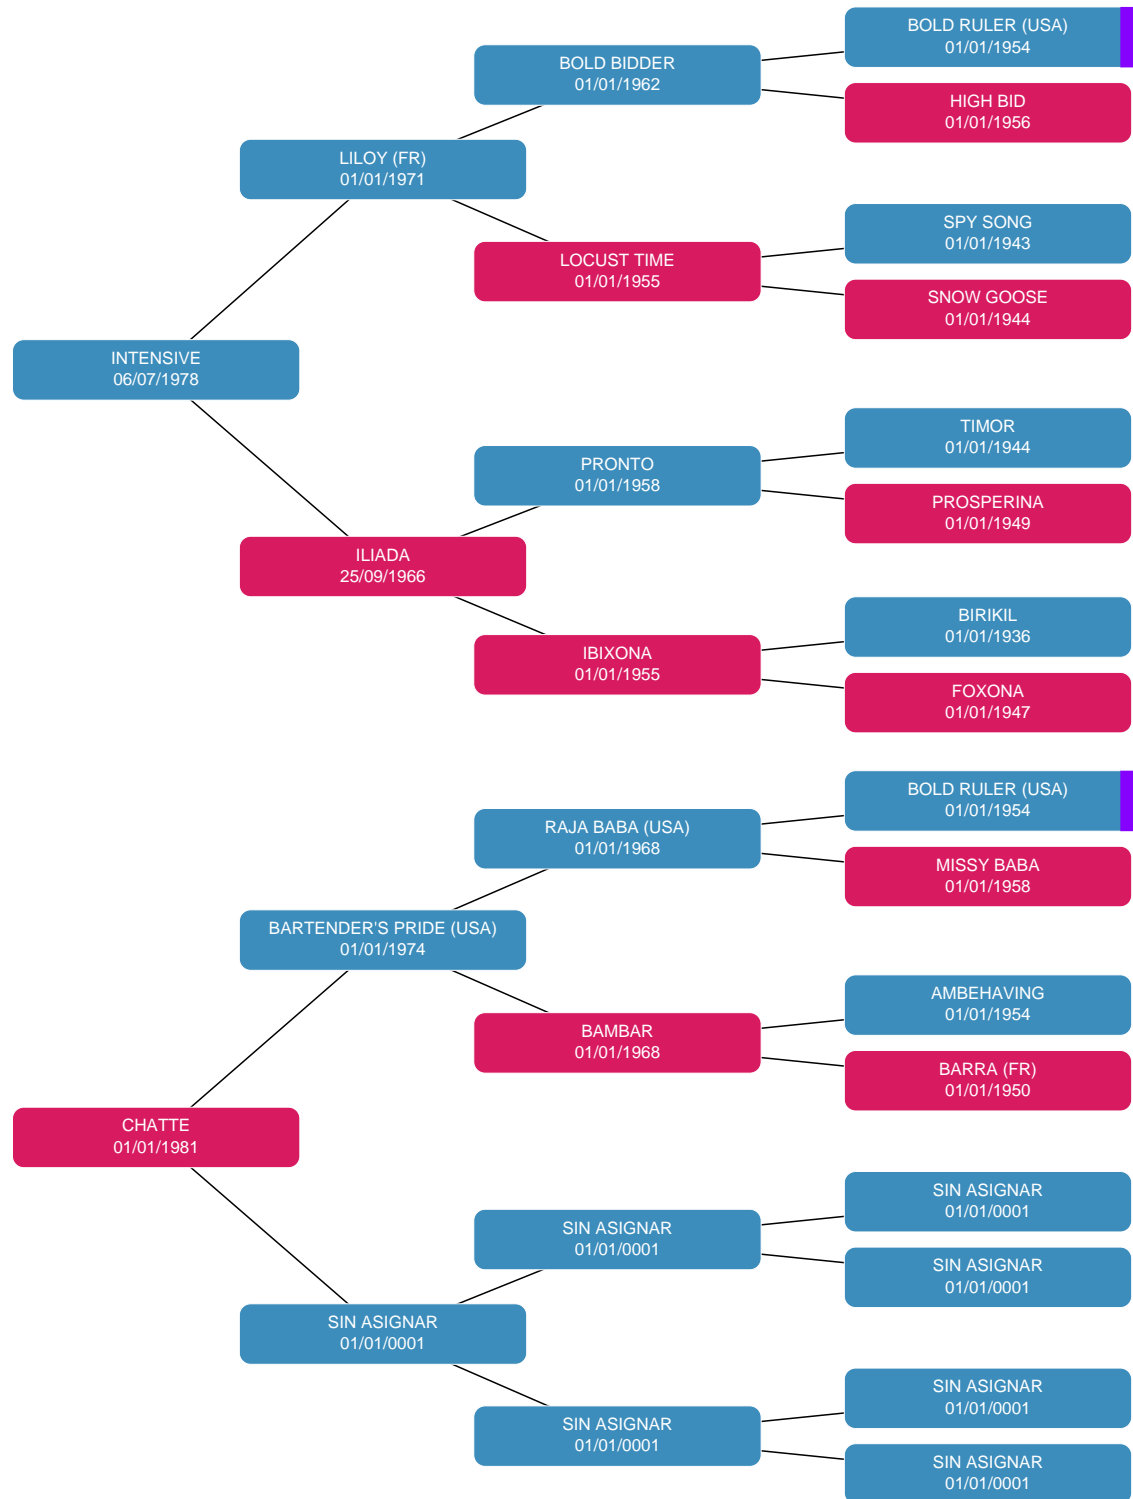 BOLD RULER (USA)
01/01/1954
BOLD BIDDER
01/01/1962
HIGH BID
01/01/1956
LILOY (FR)
01/01/1971
SPY SONG
01/01/1943
LOCUST TIME
01/01/1955
SNOW GOOSE
01/01/1944
INTENSIVE
06/07/1978
TIMOR
01/01/1944
PRONTO
01/01/1958
PROSPERINA
01/01/1949
ILIADA
25/09/1966
BIRIKIL
01/01/1936
IBIXONA
01/01/1955
FOXONA
01/01/1947
BOLD RULER (USA)
01/01/1954
RAJA BABA (USA)
01/01/1968
MISSY BABA
01/01/1958
BARTENDER'S PRIDE (USA)
01/01/1974
AMBEHAVING
01/01/1954
BAMBAR
01/01/1968
BARRA (FR)
01/01/1950
CHATTE
01/01/1981
SIN ASIGNAR
01/01/0001
SIN ASIGNAR
01/01/0001
SIN ASIGNAR
01/01/0001
SIN ASIGNAR
01/01/0001
SIN ASIGNAR
01/01/0001
SIN ASIGNAR
01/01/0001
SIN ASIGNAR
01/01/0001